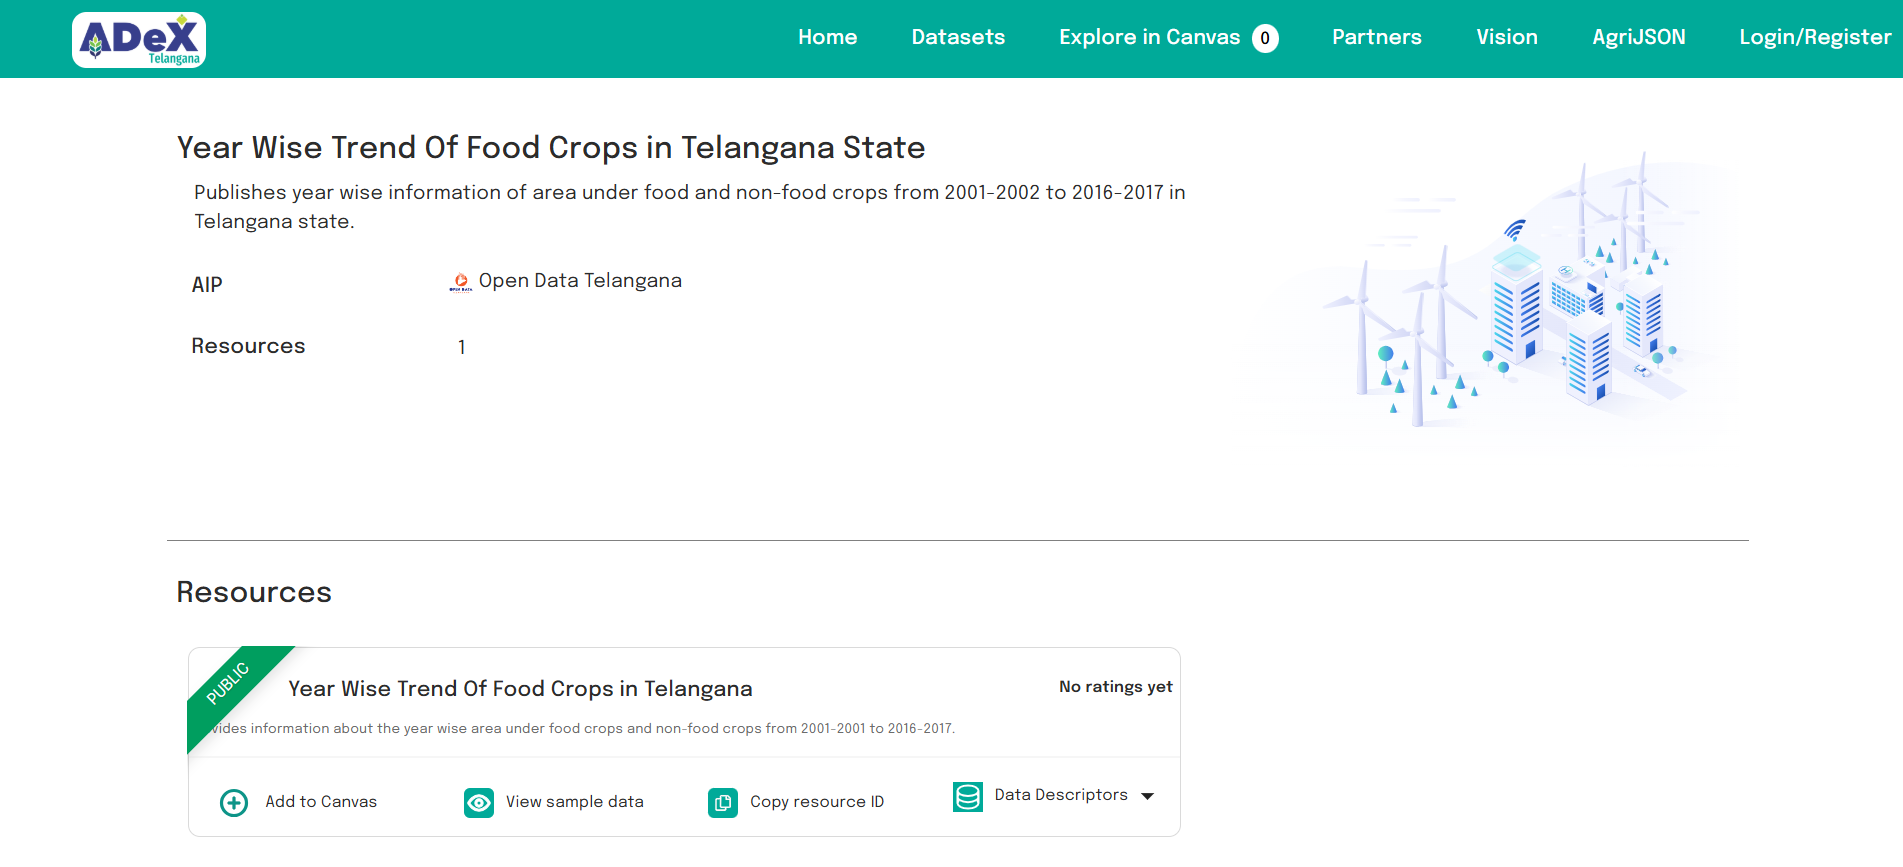 ADeX
Telangana
Home Datasets Explore in Canvas 0 Partners Vision AgriJSON Login/Register
Year Wise Trend Of Food Crops in Telangana State
Publishes year wise information of area under food and non-food crops from 2001-2002 to 2016-2017 in
Telangana state.
AIP OPEN DATA Open Data Telangana
Resources 1
Resources
PUBLIC
Year Wise Trend Of Food Crops in Telangana No ratings yet
information about the year wise area under food crops and non-food crops from 2001-2001 to 2016-2017.
Add to Canvas View sample data Copy resource ID Data Descriptors